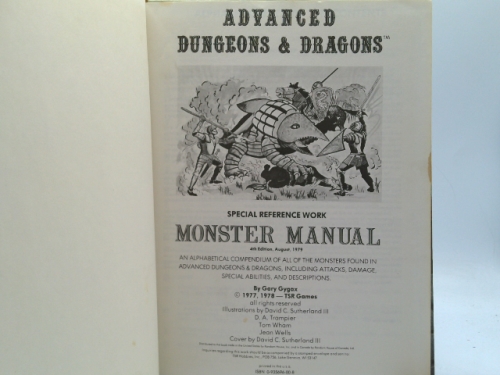 ADVANCED
DUNGEONS & DRAGONS™
SPECIAL REFERENCE WORK
MONSTER MANUAL
4th Edition, August, 1979
AN ALPHABETICAL COMPENDIUM OF ALL OF THE MONSTERS FOUND IN
ADVANCED DUNGEONS & DRAGONS, INCLUDING ATTACKS, DAMAGE,
SPECIAL ABILITIES, AND DESCRIPTIONS.
By Gary Gygax
© 1977, 1978 — TSR Games
all rights reserved
Illustrations by David C. Sutherland III
D. A. Trampier
Tom Wham
Jean Wells
Cover by David C. Sutherland III